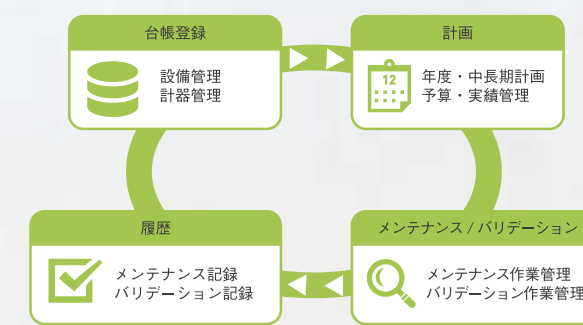 台帳登録
設備管理
計器管理
計画
12
年度・中長期計画
予算・実績管理
履歴
メンテナンス記録
バリデーション記録
メンテナンス / バリデーション
メンテナンス作業管理
バリデーション作業管理